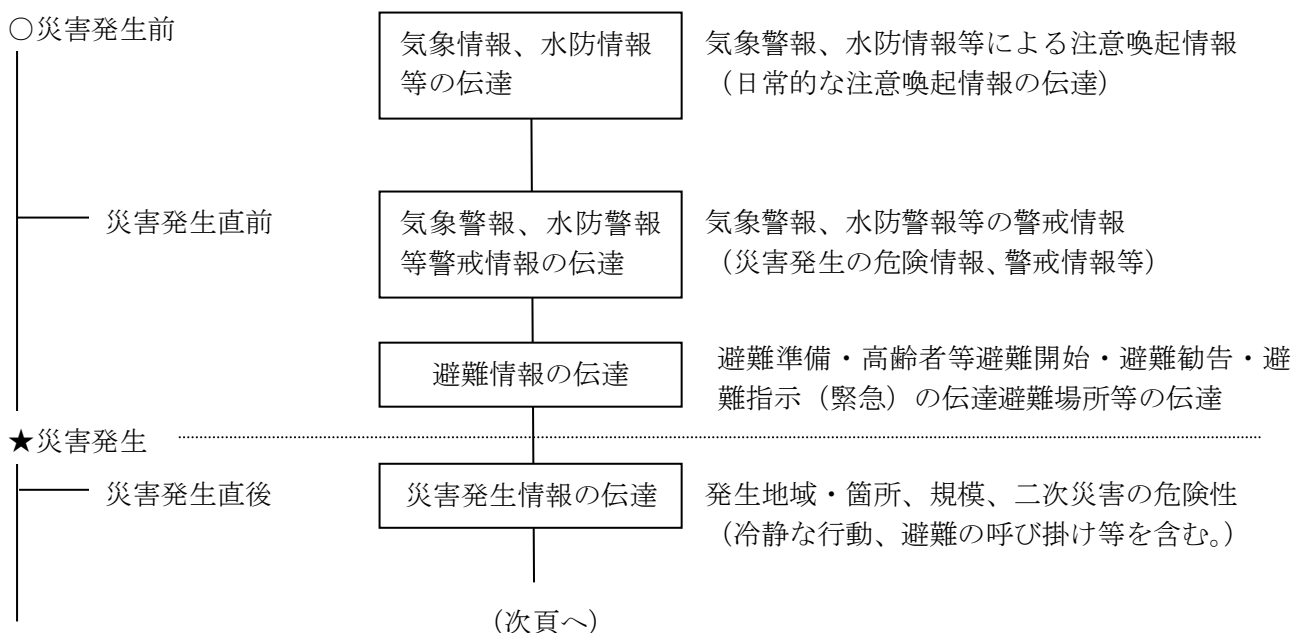 ○災害発生前
気象情報、水防情報
等の伝達
気象警報、水防情報等による注意喚起情報
（日常的な注意喚起情報の伝達）
災害発生直前
気象警報、水防警報
等警戒情報の伝達
気象警報、水防警報等の警戒情報
（災害発生の危険情報、警戒情報等）
避難情報の伝達
避難準備・高齢者等避難開始・避難勧告・避
難指示（緊急）の伝達避難場所等の伝達
★災害発生
災害発生直後
災害発生情報の伝達
発生地域・箇所、規模、二次災害の危険性
（冷静な行動、避難の呼び掛け等を含む。）
（次頁へ）